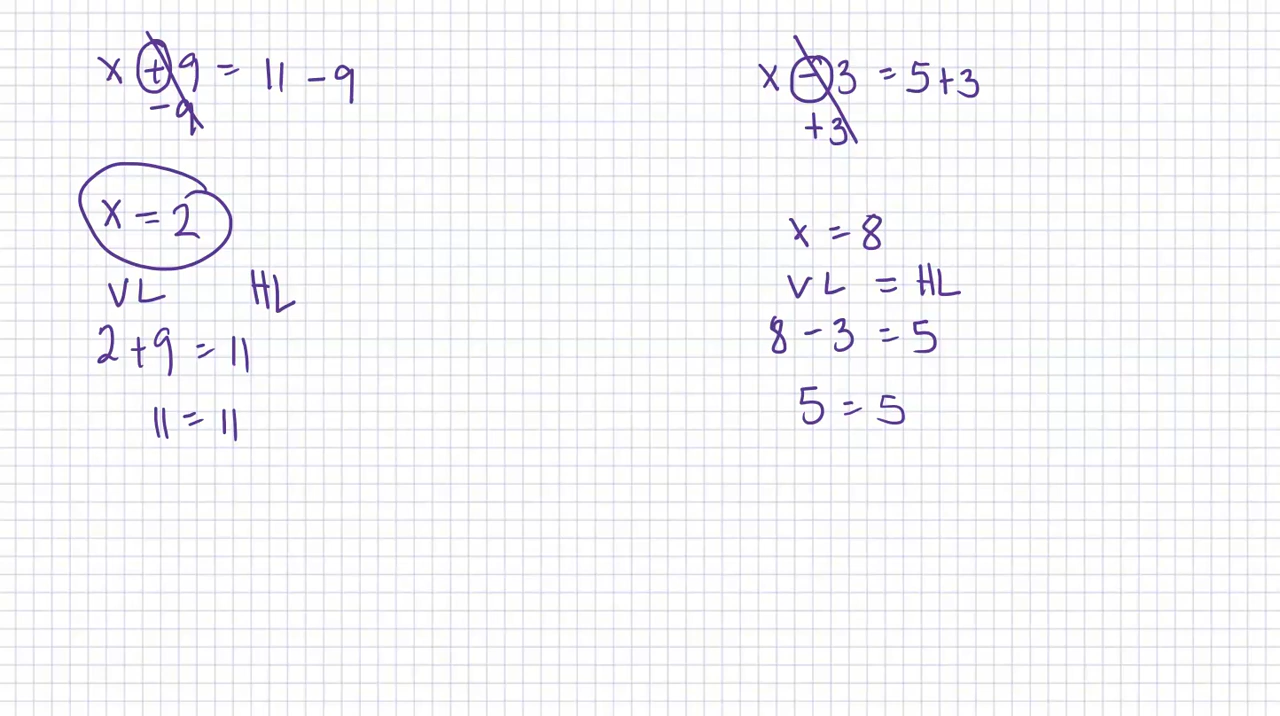 x + 9 = 11 - 9
- 9
x = 2
VL HL
2 + 9 = 11
11 = 11
x - 3 = 5 + 3
+ 3
x = 8
VL = HL
8 - 3 = 5
5 = 5